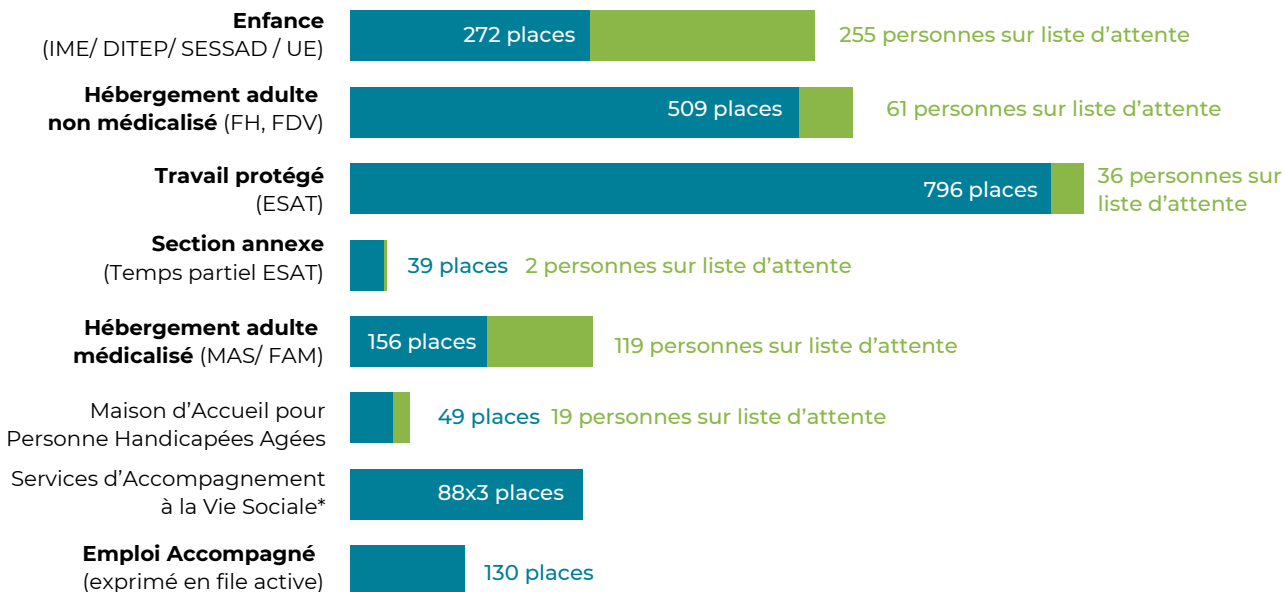 Enfance
(IME/ DITEP/ SESSAD / UE)
272 places
255 personnes sur liste d’attente
Hébergement adulte
non médicalisé (FH, FDV)
509 places
61 personnes sur liste d’attente
Travail protégé
(ESAT)
796 places
36 personnes sur
liste d’attente
Section annexe
(Temps partiel ESAT)
39 places
2 personnes sur liste d’attente
Hébergement adulte
médicalisé (MAS/ FAM)
156 places
119 personnes sur liste d’attente
Maison d’Accueil pour
Personne Handicapées Agées
49 places
19 personnes sur liste d’attente
Services d’Accompagnement
à la Vie Sociale*
88x3 places
Emploi Accompagné
(exprimé en file active)
130 places